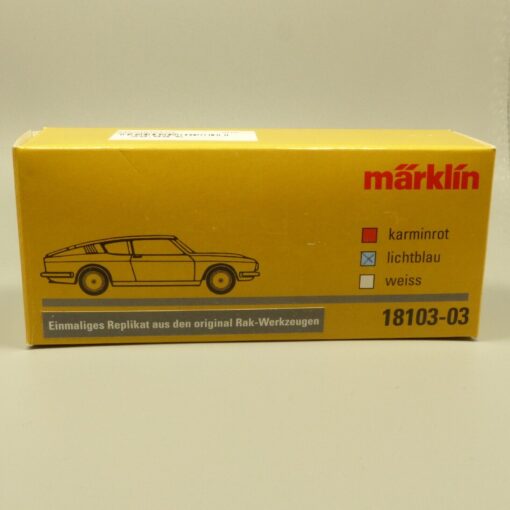 märklin
karminrot
lichtblau
weiss
Einmaliges Replikat aus den original Rak-Werkzeugen
18103-03